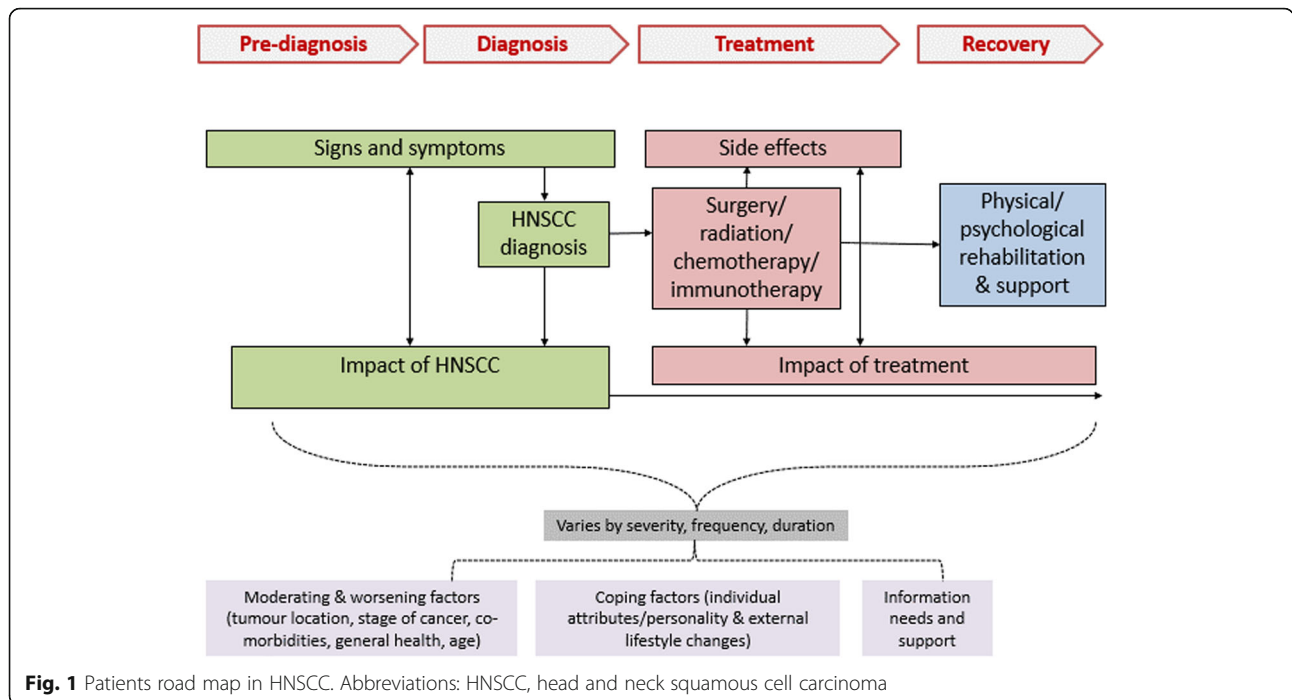 Pre-diagnosis
Diagnosis
Treatment
Recovery
Signs and symptoms
Side effects
HNSCC
diagnosis
Surgery/
radiation/
chemotherapy/
immunotherapy
Physical/
psychological
rehabilitation
& support
Impact of HNSCC
Impact of treatment
Varies by severity, frequency, duration
Moderating & worsening factors
(tumour location, stage of cancer, co-
morbidities, general health, age)
Coping factors (individual
attributes/personality & external
lifestyle changes)
Information
needs and
support
Fig. 1 Patients road map in HNSCC. Abbreviations: HNSCC, head and neck squamous cell carcinoma